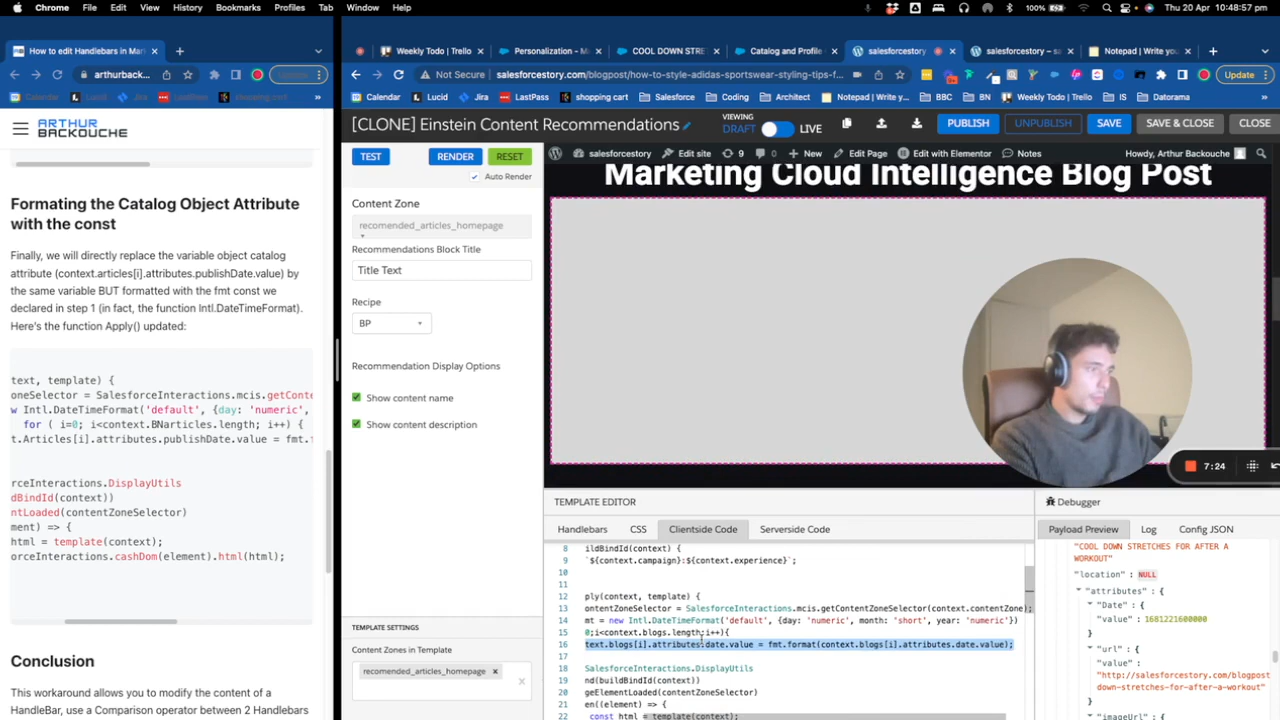 Chrome File Edit View History Bookmarks Profiles Tab Window Help
100% Thu 20 Apr 10:48:57 pm
How to edit Handlebars in Mar
arthurback...
Calendar Lucid Jira LastPass shopping cart
ARTHUR
BACKOUCHE
Formating the Catalog Object Attribute
with the const
Finally, we will directly replace the variable object catalog
attribute (context.articles[i].attributes.publishDate.value) by
the same variable BUT formatted with the fmt const we
declared in step 1 (in fact, the function Intl.DateTimeFormat).
Here's the function Apply() updated:
text, template) {
oneSelector = SalesforceInteractions.mcis.getConte
w Intl.DateTimeFormat('default', {day: 'numeric',
for ( i=0; i<context.BNarticles.length; i++) {
t.Articles[i].attributes.publishDate.value = fmt.f
rceInteractions.DisplayUtils
dBindId(context))
ntLoaded(contentZoneSelector)
ment) => {
html = template(context);
orceInteractions.cashDom(element).html(html);
Conclusion
This workaround allows you to modify the content of a
HandleBar, use a Comparison operator between 2 Handlebars
Weekly Todo | Trello
Personalization - M
COOL DOWN STRE
Catalog and Profile
salesforcestory
salesforcestory – sa
Notepad | Write you
Not Secure salesforcestory.com/blogpost/how-to-style-adidas-sportswear-styling-tips-f...
Update
Calendar Lucid Jira LastPass shopping cart Salesforce Coding Architect Notepad | Write y... BBC BN Weekly Todo | Trello IS Datorama
[CLONE] Einstein Content Recommendations
VIEWING
DRAFT LIVE
PUBLISH UNPUBLISH SAVE SAVE & CLOSE CLOSE
TEST RENDER RESET
Auto Render
salesforcestory Edit site 9 0 New Edit Page Edit with Elementor Notes Howdy, Arthur Backouche
Marketing Cloud Intelligence Blog Post
Content Zone
recomended_articles_homepage
Recommendations Block Title
Title Text
Recipe
BP
Recommendation Display Options
Show content name
Show content description
7:24
TEMPLATE SETTINGS
Content Zones in Template
recomended_articles_homepage ×
TEMPLATE EDITOR
Handlebars CSS Clientside Code Serverside Code
8 ildBindId(context) {
9 `${context.campaign}:${context.experience}`;
10
11
12 ply(context, template) {
13 ontentZoneSelector = SalesforceInteractions.mcis.getContentZoneSelector(context.contentZone);
14 mt = new Intl.DateTimeFormat('default', {day: 'numeric', month: 'short', year: 'numeric'})
15 0;i<context.blogs.length;i++){
16 text.blogs[i].attributes.date.value = fmt.format(context.blogs[i].attributes.date.value);
18 SalesforceInteractions.DisplayUtils
19 nd(buildBindId(context))
20 geElementLoaded(contentZoneSelector)
21 en((element) => {
22 const html = template(context);
Debugger
Payload Preview Log Config JSON
"COOL DOWN STRETCHES FOR AFTER A
WORKOUT"
"location" : NULL
"attributes" : {
"Date" : {
"value" : 1681221600000
}
"url" : {
"value" :
"http://salesforcestory.com/blogpost
down-stretches-for-after-a-workout"
}
"imageUrl" :